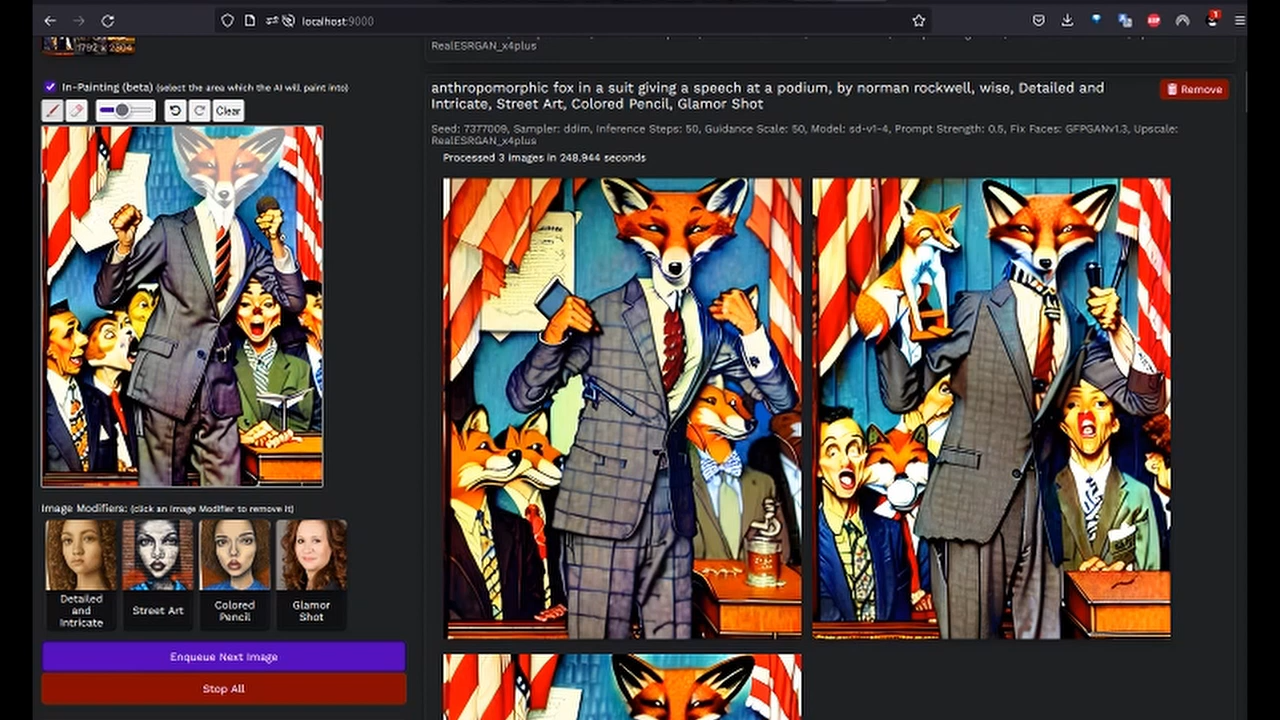 localhost:9000
1
1792 x 2304
RealESRGAN_x4plus
In-Painting (beta) (select the area which the AI will paint into)
Clear
anthropomorphic fox in a suit giving a speech at a podium, by norman rockwell, wise, Detailed and
Intricate, Street Art, Colored Pencil, Glamor Shot
Remove
Seed: 7377009, Sampler: ddim, Inference Steps: 50, Guidance Scale: 50, Model: sd-v1-4, Prompt Strength: 0.5, Fix Faces: GFPGANv1.3, Upscale:
RealESRGAN_x4plus
Processed 3 images in 248.944 seconds
Image Modifiers: (click an Image Modifier to remove it)
Detailed
and
Intricate
Street Art
Colored
Pencil
Glamor
Shot
Enqueue Next Image
Stop All